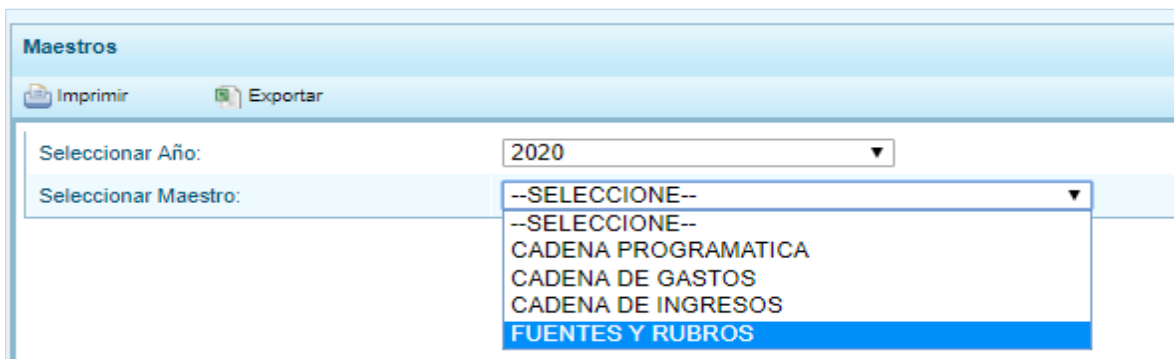 Maestros
Imprimir Exportar
Seleccionar Año: 2020
Seleccionar Maestro: --SELECCIONE--
--SELECCIONE--
CADENA PROGRAMATICA
CADENA DE GASTOS
CADENA DE INGRESOS
FUENTES Y RUBROS